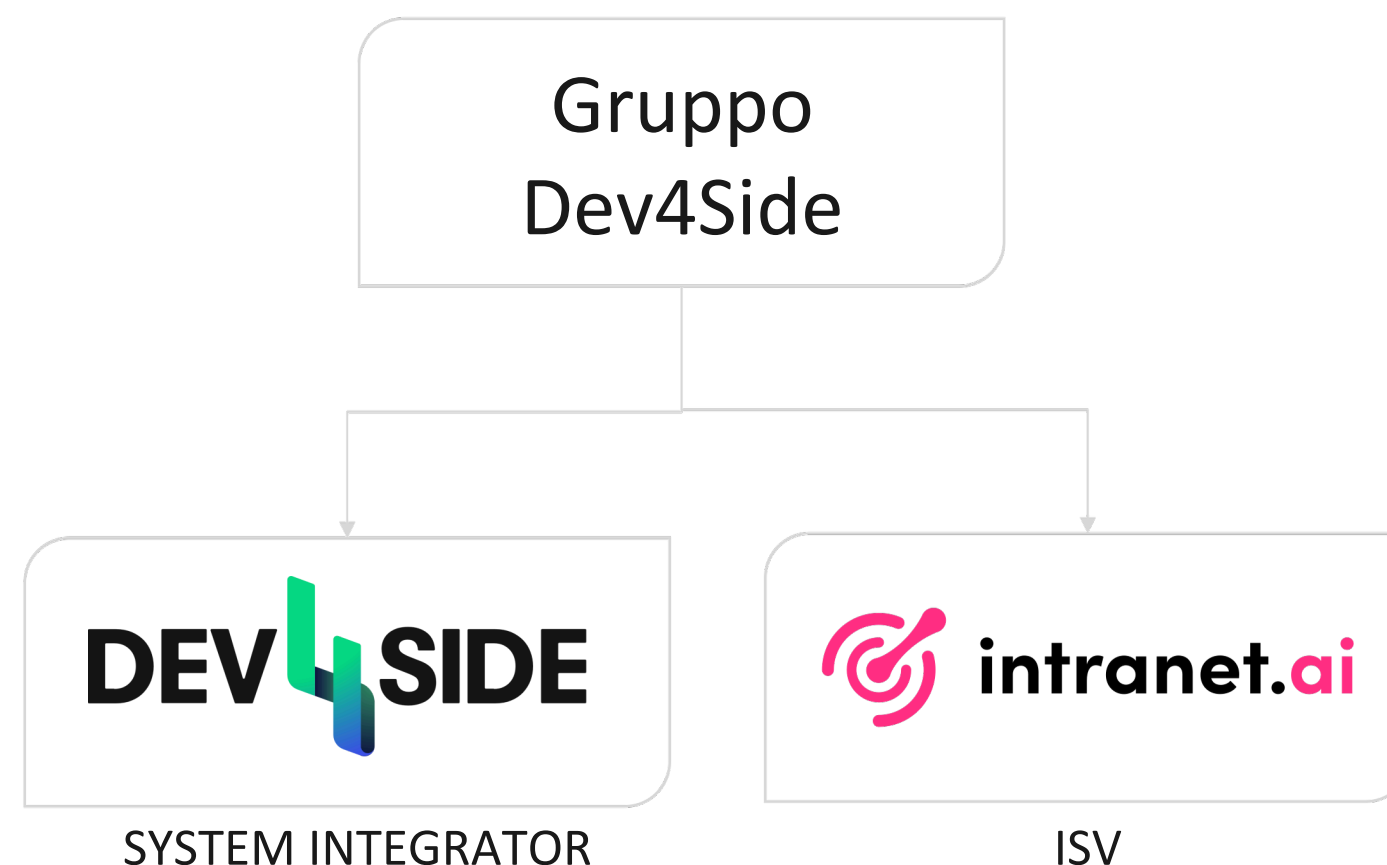 Gruppo
Dev4Side
DEV4SIDE
intranet.ai
SYSTEM INTEGRATOR
ISV